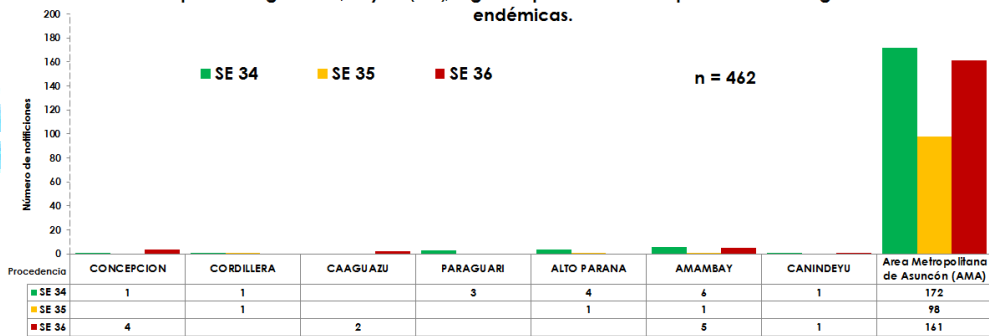 endémicas.
200
180
160
140
120
100
80
60
40
20
0
Número de notificiones
SE 34 SE 35 SE 36
n = 462
Procedencia CONCEPCION CORDILLERA CAAGUAZU PARAGUARI ALTO PARANA AMAMBAY CANINDEYU Area Metropolitana de Asuncón (AMA)
SE 34 1 1 3 4 6 1 172
SE 35 1 1 1 98
SE 36 4 2 5 1 161